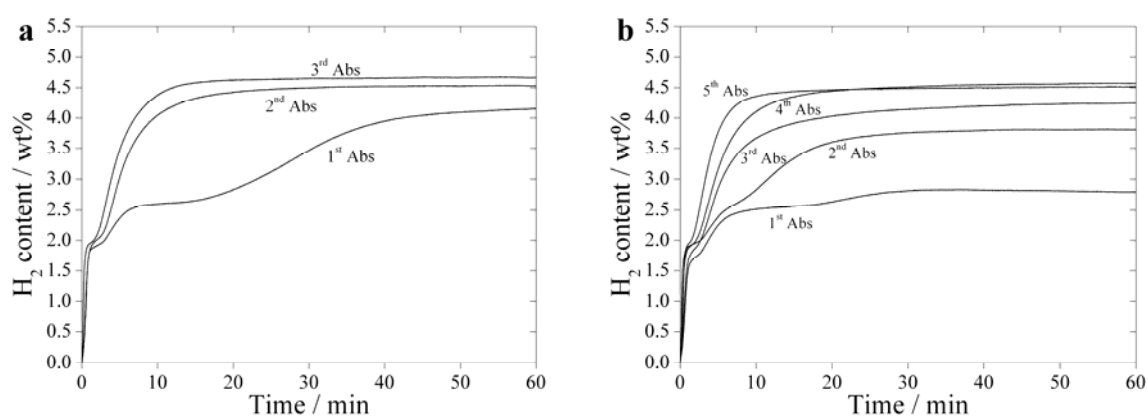 a
5.5
5.0
4.5
4.0
3.5
3.0
2.5
2.0
1.5
1.0
0.5
0.0
H₂ content / wt%
3rd Abs
2nd Abs
1st Abs
0 10 20 30 40 50 60
Time / min
b
5.5
5.0
4.5
4.0
3.5
3.0
2.5
2.0
1.5
1.0
0.5
0.0
H₂ content / wt%
5th Abs
4th Abs
3rd Abs
2nd Abs
1st Abs
0 10 20 30 40 50 60
Time / min